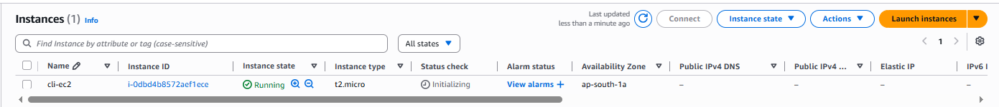 Instances (1) Info
Last updated
less than a minute ago
Connect
Instance state
Actions
Launch instances
Find Instance by attribute or tag (case-sensitive)
All states
1
Name Instance ID Instance state Instance type Status check Alarm status Availability Zone Public IPv4 DNS Public IPv4 ... Elastic IP IPv6 I
cli-ec2 i-0dbd4b8572aef1ece Running t2.micro Initializing View alarms + ap-south-1a – – – –